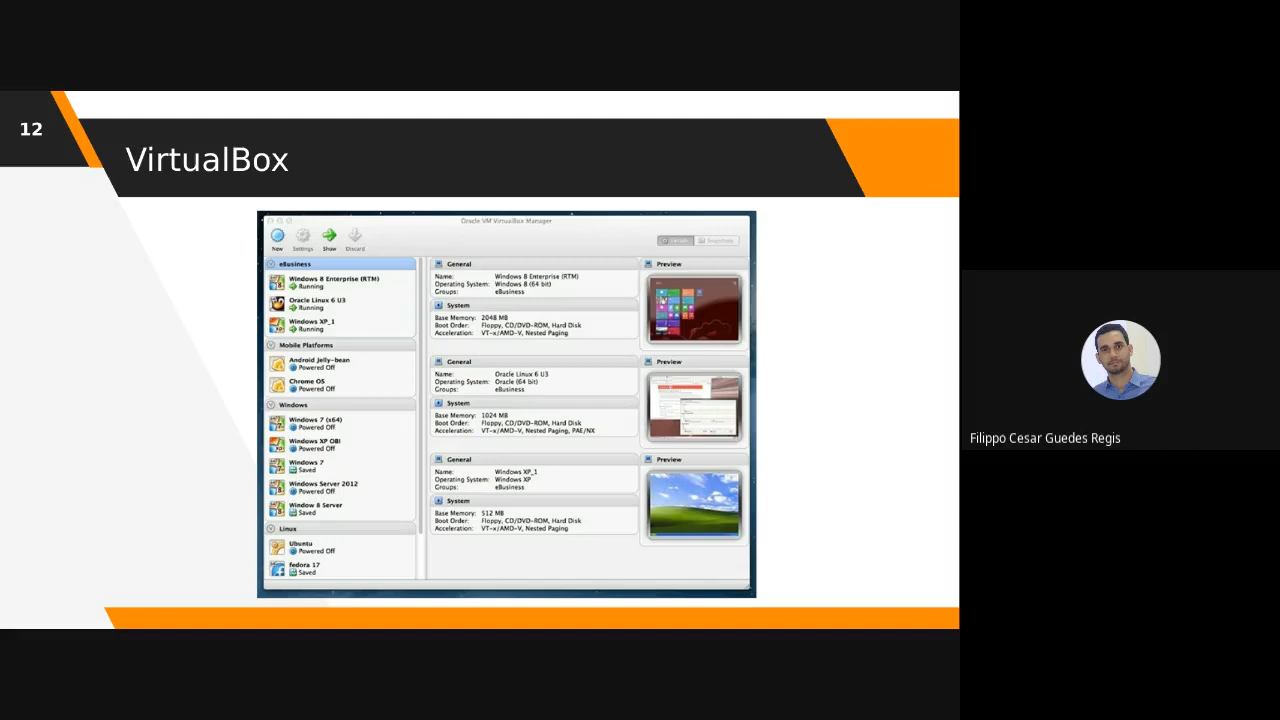 12
VirtualBox
Oracle VM VirtualBox Manager
New Settings Show Discard
Snapshots
eBusiness
Windows 8 Enterprise (RTM)
Running
Oracle Linux 6 U3
Running
Windows XP_1
Running
Mobile Platforms
Android Jelly-bean
Powered Off
Chrome OS
Powered Off
Windows
Windows 7 (x64)
Powered Off
Windows XP OBI
Powered Off
Windows 7
Saved
Windows Server 2012
Powered Off
Window 8 Server
Saved
Linux
Ubuntu
Powered Off
fedora 17
Saved
General
Name: Windows 8 Enterprise (RTM)
Operating System: Windows 8 (64 bit)
Groups: eBusiness
System
Base Memory: 2048 MB
Boot Order: Floppy, CD/DVD-ROM, Hard Disk
Acceleration: VT-x/AMD-V, Nested Paging
Preview
General
Name: Oracle Linux 6 U3
Operating System: Oracle (64 bit)
Groups: eBusiness
System
Base Memory: 1024 MB
Boot Order: Floppy, CD/DVD-ROM, Hard Disk
Acceleration: VT-x/AMD-V, Nested Paging, PAE/NX
Preview
General
Name: Windows XP_1
Operating System: Windows XP
Groups: eBusiness
System
Base Memory: 512 MB
Boot Order: Floppy, CD/DVD-ROM, Hard Disk
Acceleration: VT-x/AMD-V, Nested Paging
Preview
Filippo Cesar Guedes Regis